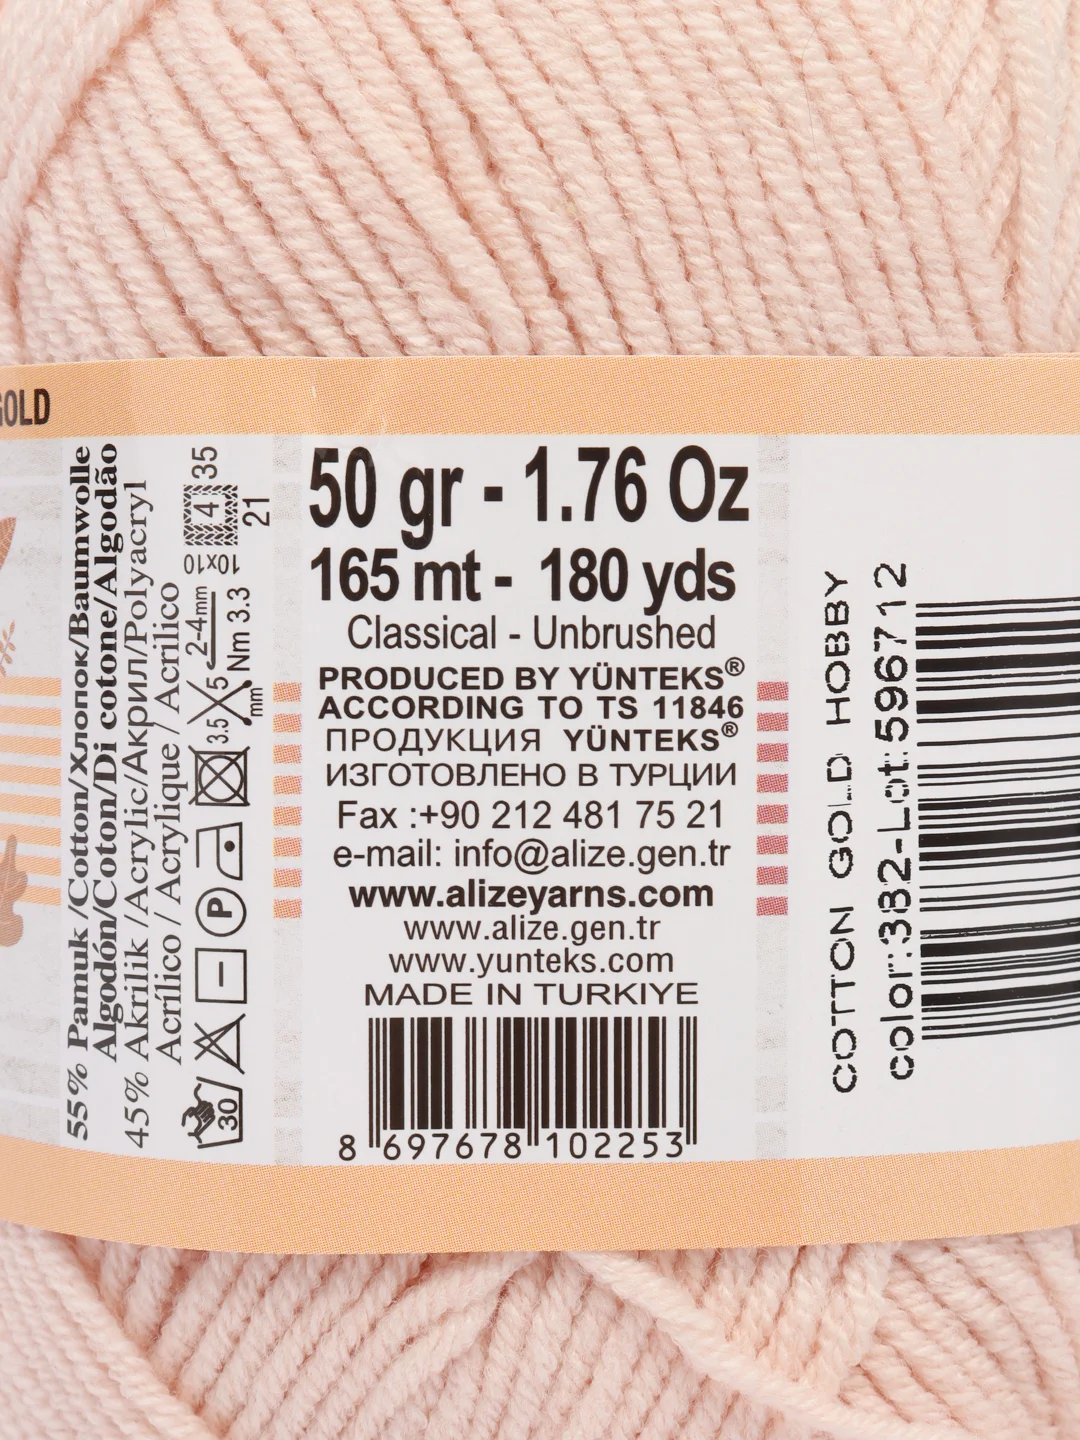 GOLD
55% Pamuk /Cotton/Хлопок/Baumwolle
Algodón/Coton/Di cotone/Algodão
45% Akrilik /Acrylic/Акрил/Polyacryl
Acrílico / Acrylique / Acrilico
30
P
3.5
5
mm
2-4mm
Nm 3.3
10x10
4
35
21
50 gr - 1.76 Oz
165 mt - 180 yds
Classical - Unbrushed
PRODUCED BY YÜNTEKS®
ACCORDING TO TS 11846
ПРОДУКЦИЯ YÜNTEKS®
ИЗГОТОВЛЕНО В ТУРЦИИ
Fax :+90 212 481 75 21
e-mail: info@alize.gen.tr
www.alizeyarns.com
www.alize.gen.tr
www.yunteks.com
MADE IN TURKIYE
8 697678 102253
COTTON GOLD HOBBY
color:382-Lot:596712